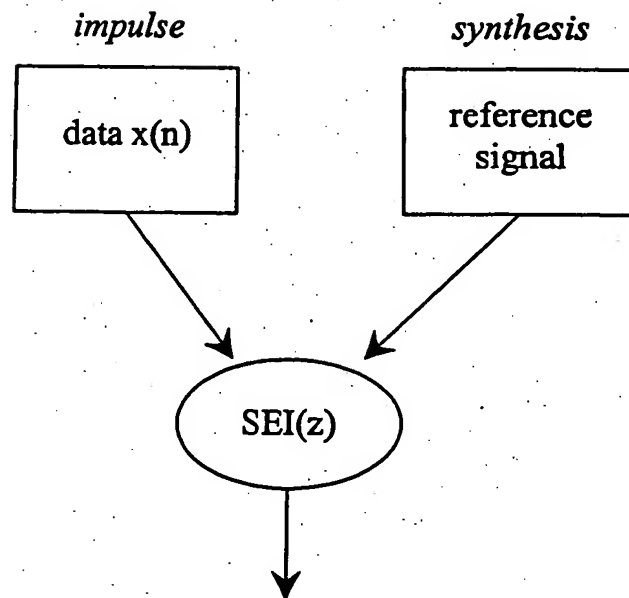 impulse
synthesis
data x(n)
reference
signal
SEI(z)